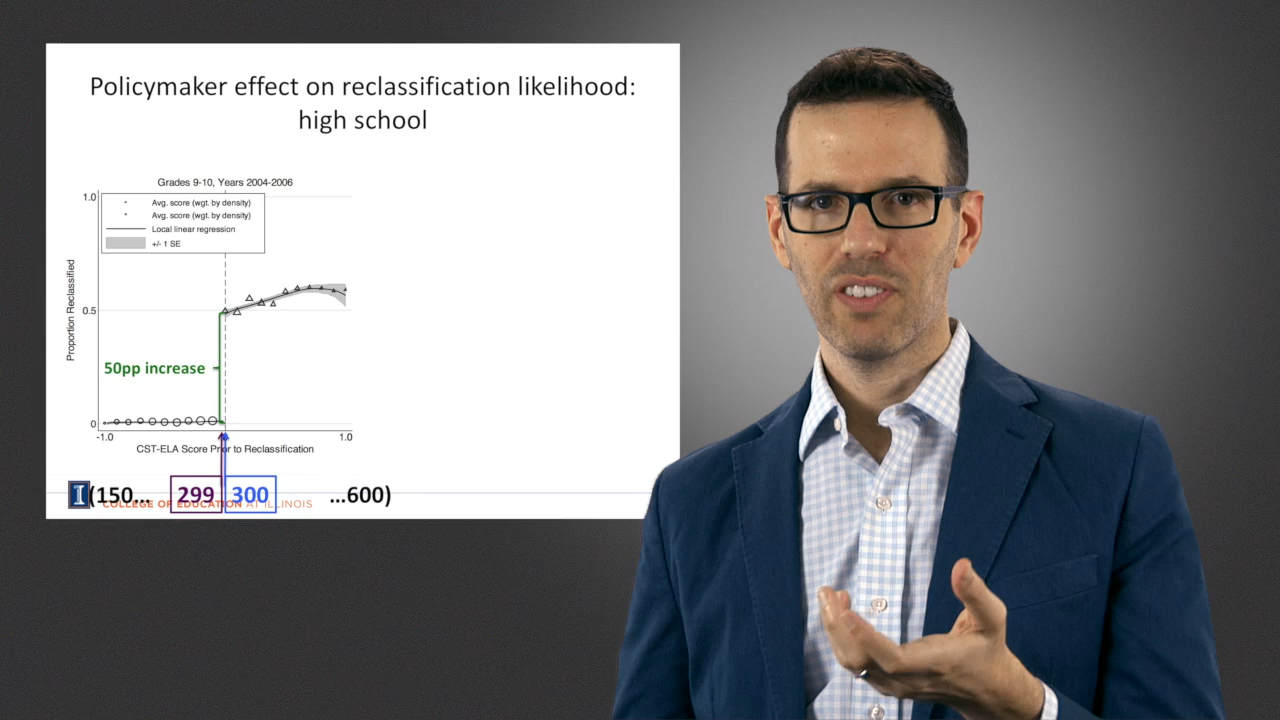 Policymaker effect on reclassification likelihood:
high school
Grades 9-10, Years 2004-2006
1.0
Avg. score (wgt. by density)
Avg. score (wgt. by density)
Local linear regression
+/- 1 SE
Proportion Reclassified
0.5
50pp increase
0
-1.0
1.0
CST-ELA Score Prior to Reclassification
I (150... 299 300 ...600)
COLLEGE OF EDUCATION AT ILLINOIS